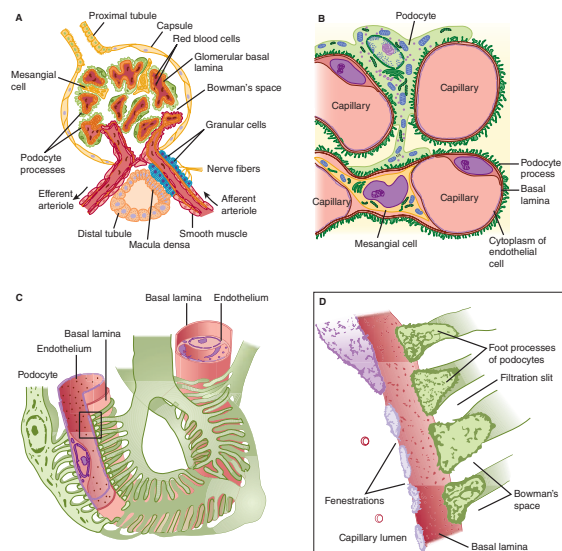 A
Proximal tubule
Capsule
Red blood cells
Glomerular basal
lamina
Mesangial
cell
Bowman's space
Granular cells
Podocyte
processes
Nerve fibers
Efferent
arteriole
Afferent
arteriole
Distal tubule
Smooth muscle
Macula densa
B
Podocyte
Capillary
Capillary
Podocyte
process
Basal
lamina
Capillary
Capillary
Mesangial cell
Cytoplasm of
endothelial
cell
C
Basal lamina
Endothelium
Basal lamina
Endothelium
Podocyte
D
Foot processes
of podocytes
Filtration slit
Fenestrations
Bowman's
space
Capillary lumen
Basal lamina